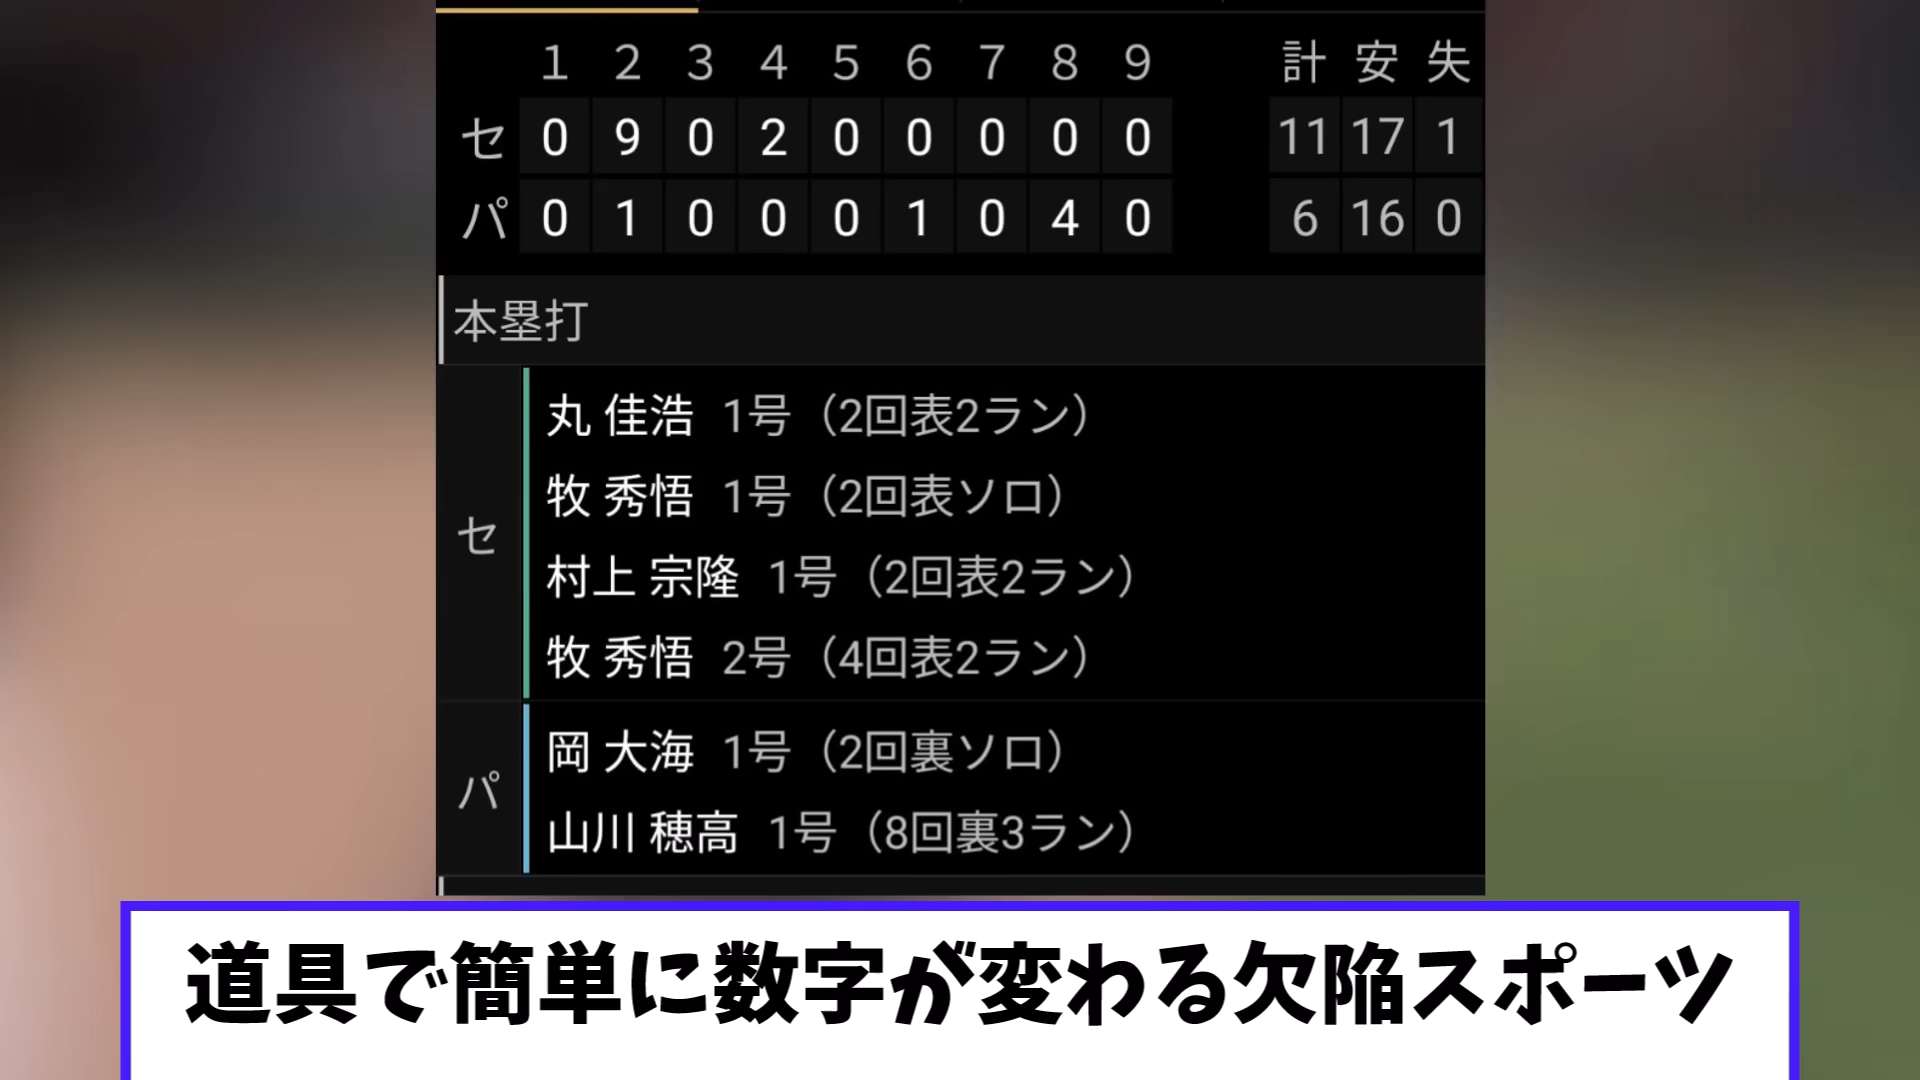 1 2 3 4 5 6 7 8 9 計 安 失
セ 0 9 0 2 0 0 0 0 0 11 17 1
パ 0 1 0 0 0 1 0 4 0 6 16 0
本塁打
セ
丸 佳浩 1号（2回表2ラン）
牧 秀悟 1号（2回表ソロ）
村上 宗隆 1号（2回表2ラン）
牧 秀悟 2号（4回表2ラン）
パ
岡 大海 1号（2回裏ソロ）
山川 穂高 1号（8回裏3ラン）
道具で簡単に数字が変わる欠陥スポーツ